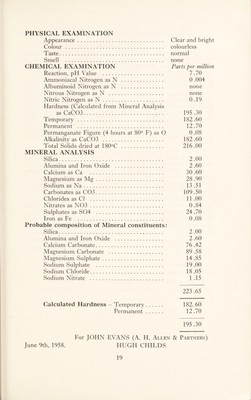 PHYSICAL EXAMINATION
Appearance .......................... Clear and bright
Colour .............................. colourless
Taste ............................... normal
Smell ............................... none
CHEMICAL EXAMINATION Parts per million
Reaction, pH Value .................. 7.70
Ammoniacal Nitrogen as N ............ 0.004
Albuminoid Nitrogen as N ............ none
Nitrous Nitrogen as N ............... none
Nitric Nitrogen as N ................ 0.19
Hardness (Calculated from Mineral Analysis
as CaCO3 ............................ 195.30
Temporary ........................... 182.60
Permanent ........................... 12.70
Permanganate Figure (4 hours at 80° F) as O 0.08
Alkalinity as CaCO3 ................. 182.60
Total Solids dried at 180°C ......... 216.00
MINERAL ANALYSIS
Silica .............................. 2.00
Alumina and Iron Oxide .............. 2.60
Calcium as Ca ....................... 30.60
Magnesium as Mg ..................... 28.90
Sodium as Na ........................ 13.51
Carbonates as CO3 ................... 109.50
Chlorides as Cl ..................... 11.00
Nitrates as NO3 ..................... 0.84
Sulphates as SO4 .................... 24.70
Iron as Fe .......................... 0.08
Probable composition of Mineral constituents:
Silica .............................. 2.00
Alumina and Iron Oxide .............. 2.60
Calcium Carbonate ................... 76.42
Magnesium Carbonate ................. 89.58
Magnesium Sulphate .................. 14.85
Sodium Sulphate ..................... 19.00
Sodium Chloride ..................... 18.05
Sodium Nitrate ...................... 1.15
223.65
Calculated Hardness – Temporary ...... 182.60
Permanent ...... 12.70
195.30
For JOHN EVANS (A. H. ALLEN & PARTNERS)
June 9th, 1958. HUGH CHILDS
19